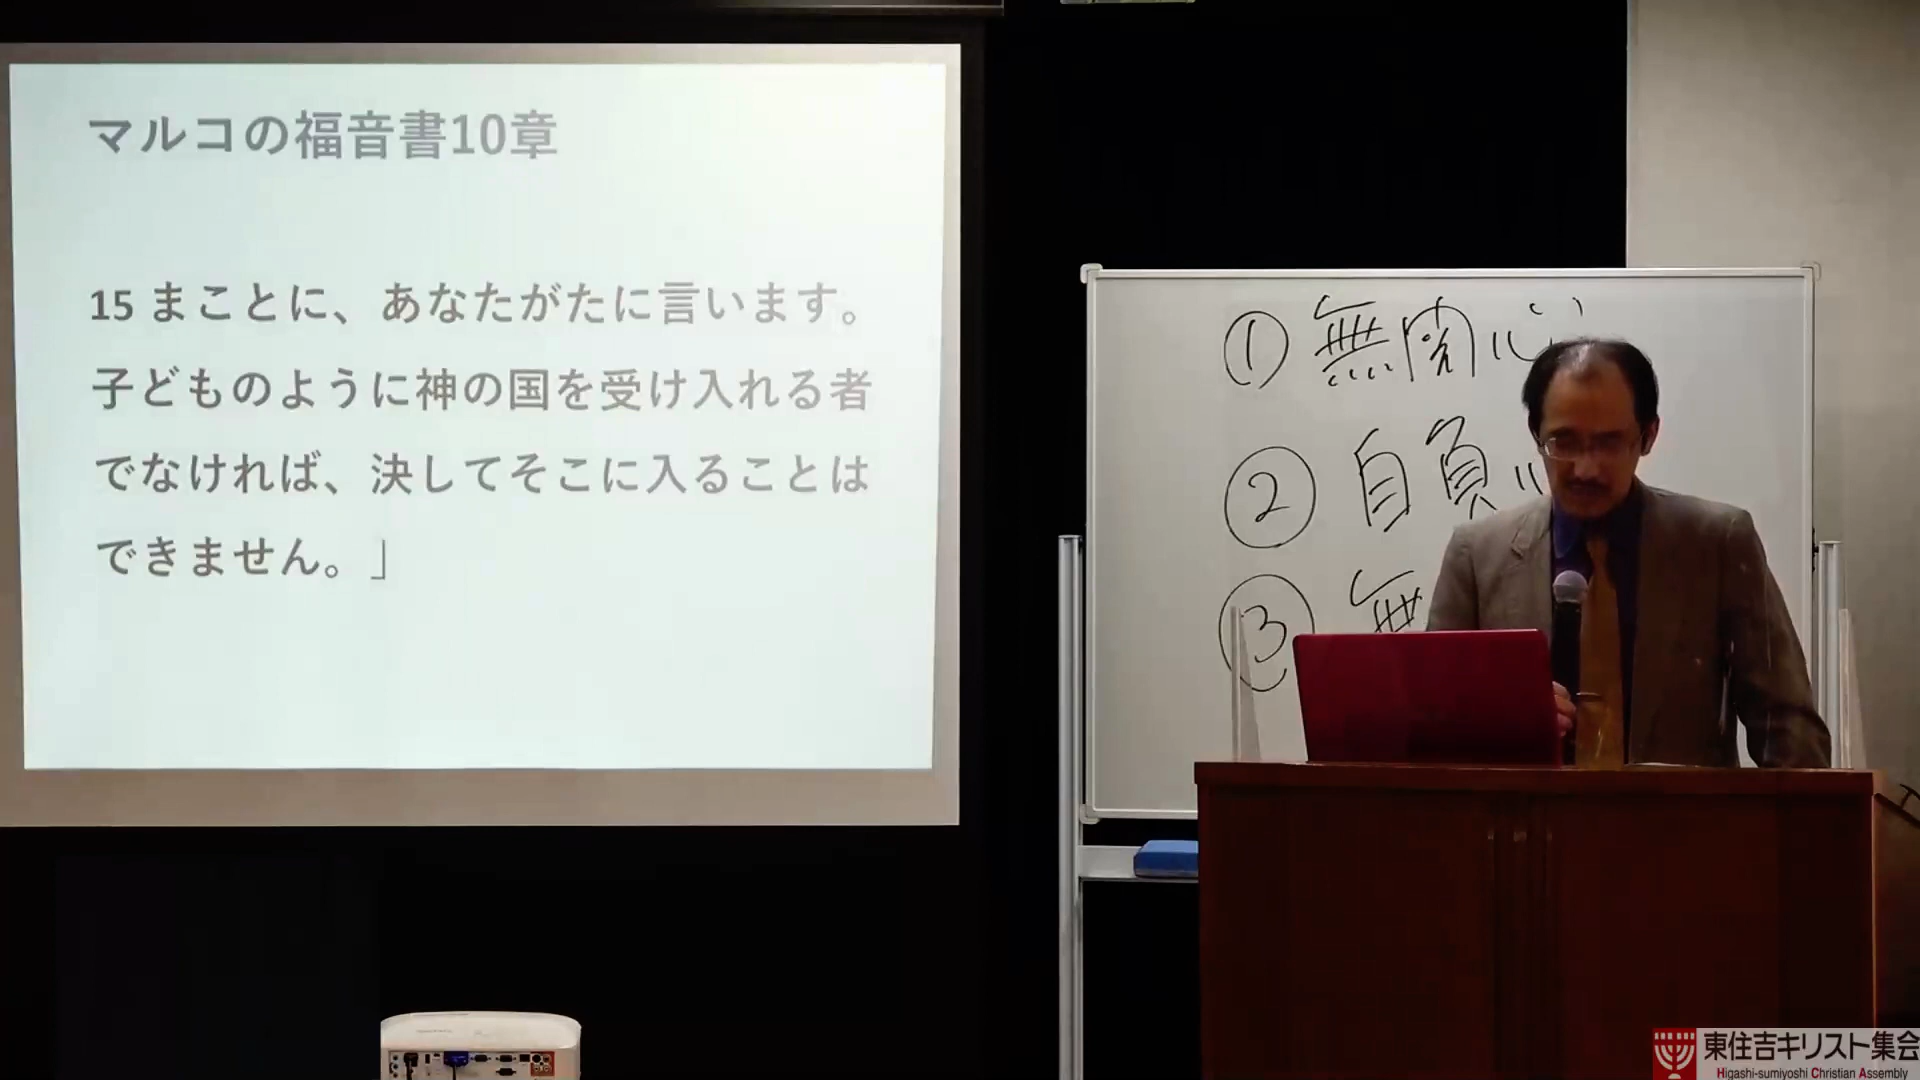 マルコの福音書10章
15 まことに、あなたがたに言います。
子どものように神の国を受け入れる者
でなければ、決してそこに入ることは
できません。」
① 無関心
② 自負心
③ 無
東住吉キリスト集会
Higashi-sumiyoshi Christian Assembly